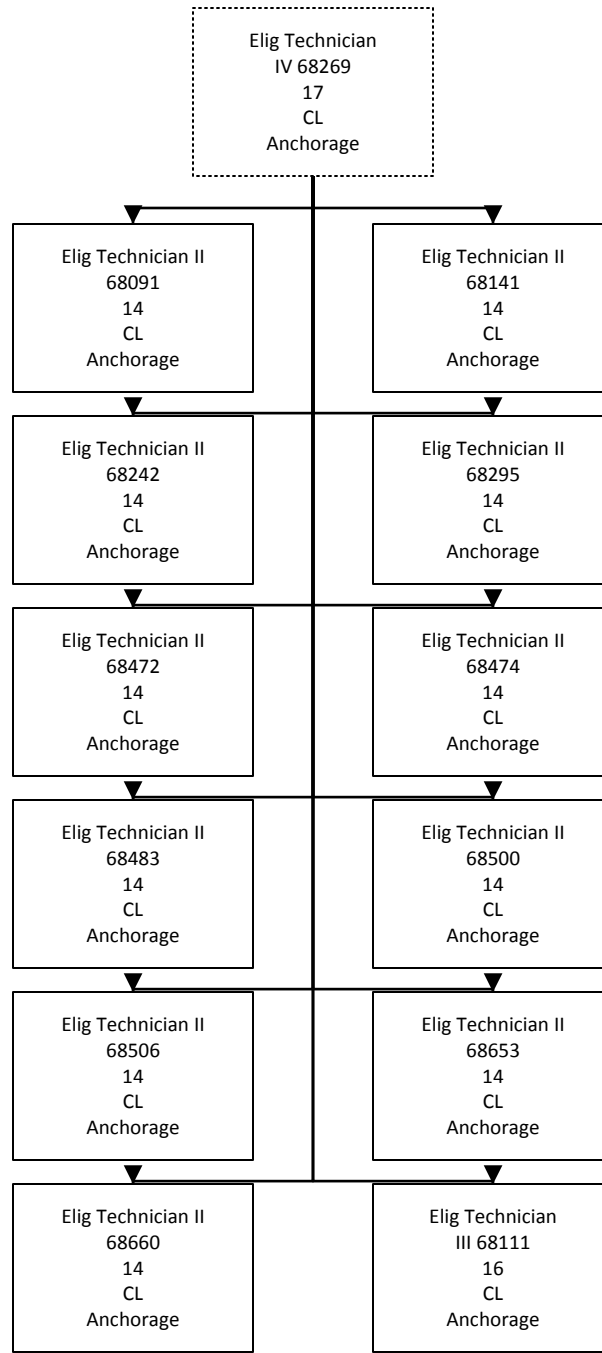 Elig Technician
IV 68269
17
CL
Anchorage
Elig Technician II
68091
14
CL
Anchorage
Elig Technician II
68141
14
CL
Anchorage
Elig Technician II
68242
14
CL
Anchorage
Elig Technician II
68295
14
CL
Anchorage
Elig Technician II
68472
14
CL
Anchorage
Elig Technician II
68474
14
CL
Anchorage
Elig Technician II
68483
14
CL
Anchorage
Elig Technician II
68500
14
CL
Anchorage
Elig Technician II
68506
14
CL
Anchorage
Elig Technician II
68653
14
CL
Anchorage
Elig Technician II
68660
14
CL
Anchorage
Elig Technician
III 68111
16
CL
Anchorage